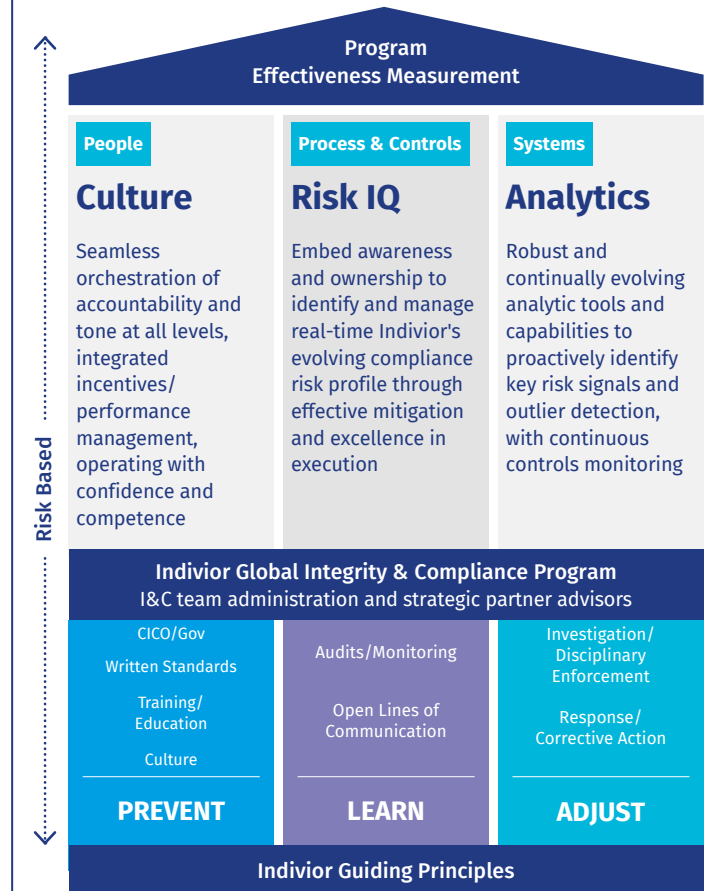 Program
Effectiveness Measurement
Risk Based
People
Culture
Seamless
orchestration of
accountability and
tone at all levels,
integrated
incentives/
performance
management,
operating with
confidence and
competence
Process & Controls
Risk IQ
Embed awareness
and ownership to
identify and manage
real-time Indivior's
evolving compliance
risk profile through
effective mitigation
and excellence in
execution
Systems
Analytics
Robust and
continually evolving
analytic tools and
capabilities to
proactively identify
key risk signals and
outlier detection,
with continuous
controls monitoring
Indivior Global Integrity & Compliance Program
I&C team administration and strategic partner advisors
CICO/Gov
Written Standards
Training/
Education
Culture
PREVENT
Audits/Monitoring
Open Lines of
Communication
LEARN
Investigation/
Disciplinary
Enforcement
Response/
Corrective Action
ADJUST
Indivior Guiding Principles